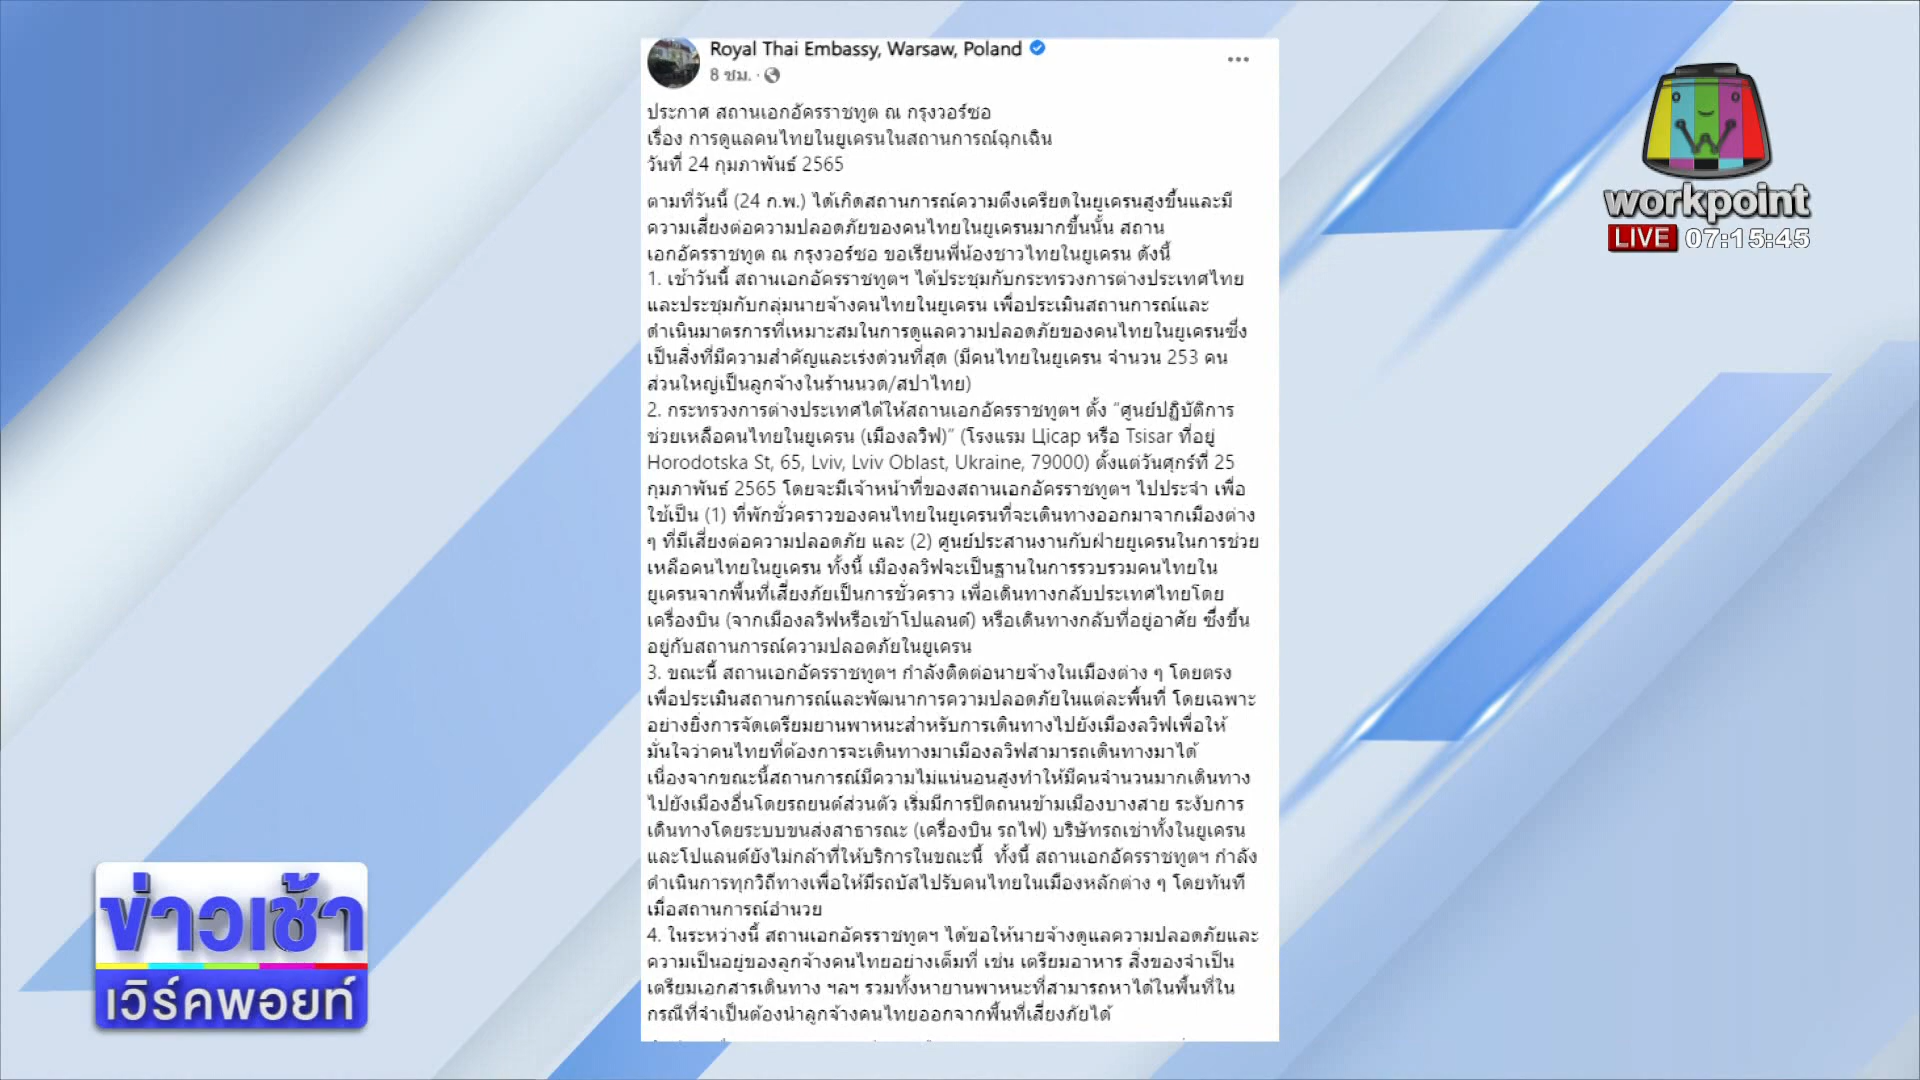 Royal Thai Embassy, Warsaw, Poland
8 ชม. ·
ประกาศ สถานเอกอัครราชทูต ณ กรุงวอร์ซอ
เรื่อง การดูแลคนไทยในยูเครนในสถานการณ์ฉุกเฉิน
วันที่ 24 กุมภาพันธ์ 2565
ตามที่วันนี้ (24 ก.พ.) ได้เกิดสถานการณ์ความตึงเครียดในยูเครนสูงขึ้นและมี
ความเสี่ยงต่อความปลอดภัยของคนไทยในยูเครนมากขึ้นนั้น สถาน
เอกอัครราชทูต ณ กรุงวอร์ซอ ขอเรียนพี่น้องชาวไทยในยูเครน ดังนี้
1. เช้าวันนี้ สถานเอกอัครราชทูตฯ ได้ประชุมกับกระทรวงการต่างประเทศไทย
และประชุมกับกลุ่มนายจ้างคนไทยในยูเครน เพื่อประเมินสถานการณ์และ
ดำเนินมาตรการที่เหมาะสมในการดูแลความปลอดภัยของคนไทยในยูเครนซึ่ง
เป็นสิ่งที่มีความสำคัญและเร่งด่วนที่สุด (มีคนไทยในยูเครน จำนวน 253 คน
ส่วนใหญ่เป็นลูกจ้างในร้านนวด/สปาไทย)
2. กระทรวงการต่างประเทศได้ให้สถานเอกอัครราชทูตฯ ตั้ง “ศูนย์ปฏิบัติการ
ช่วยเหลือคนไทยในยูเครน (เมืองลวิฟ)” (โรงแรม Цісар หรือ Tsisar ที่อยู่
Horodotska St, 65, Lviv, Lviv Oblast, Ukraine, 79000) ตั้งแต่วันศุกร์ที่ 25
กุมภาพันธ์ 2565 โดยจะมีเจ้าหน้าที่ของสถานเอกอัครราชทูตฯ ไปประจำ เพื่อ
ใช้เป็น (1) ที่พักชั่วคราวของคนไทยในยูเครนที่จะเดินทางออกมาจากเมืองต่าง
ๆ ที่มีเสี่ยงต่อความปลอดภัย และ (2) ศูนย์ประสานงานกับฝ่ายยูเครนในการช่วย
เหลือคนไทยในยูเครน ทั้งนี้ เมืองลวิฟจะเป็นฐานในการรวบรวมคนไทยใน
ยูเครนจากพื้นที่เสี่ยงภัยเป็นการชั่วคราว เพื่อเดินทางกลับประเทศไทยโดย
เครื่องบิน (จากเมืองลวิฟหรือเข้าโปแลนด์) หรือเดินทางกลับที่อยู่อาศัย ซึ่งขึ้น
อยู่กับสถานการณ์ความปลอดภัยในยูเครน
3. ขณะนี้ สถานเอกอัครราชทูตฯ กำลังติดต่อนายจ้างในเมืองต่าง ๆ โดยตรง
เพื่อประเมินสถานการณ์และพัฒนาการความปลอดภัยในแต่ละพื้นที่ โดยเฉพาะ
อย่างยิ่งการจัดเตรียมยานพาหนะสำหรับการเดินทางไปยังเมืองลวิฟเพื่อให้
มั่นใจว่าคนไทยที่ต้องการจะเดินทางมาเมืองลวิฟสามารถเดินทางมาได้
เนื่องจากขณะนี้สถานการณ์มีความไม่แน่นอนสูงทำให้มีคนจำนวนมากเดินทาง
ไปยังเมืองอื่นโดยรถยนต์ส่วนตัว เริ่มมีการปิดถนนข้ามเมืองบางสาย ระงับการ
เดินทางโดยระบบขนส่งสาธารณะ (เครื่องบิน รถไฟ) บริษัทรถเช่าทั้งในยูเครน
และโปแลนด์ยังไม่กล้าที่ให้บริการในขณะนี้ ทั้งนี้ สถานเอกอัครราชทูตฯ กำลัง
ดำเนินการทุกวิถีทางเพื่อให้มีรถบัสไปรับคนไทยในเมืองหลักต่าง ๆ โดยทันที
เมื่อสถานการณ์อำนวย
4. ในระหว่างนี้ สถานเอกอัครราชทูตฯ ได้ขอให้นายจ้างดูแลความปลอดภัยและ
ความเป็นอยู่ของลูกจ้างคนไทยอย่างเต็มที่ เช่น เตรียมอาหาร สิ่งของจำเป็น
เตรียมเอกสารเดินทาง ฯลฯ รวมทั้งหายานพาหนะที่สามารถหาได้ในพื้นที่ใน
กรณีที่จำเป็นต้องนำลูกจ้างคนไทยออกจากพื้นที่เสี่ยงภัยได้
workpoint
LIVE 07:15:45
ข่าวเช้า
เวิร์คพอยท์